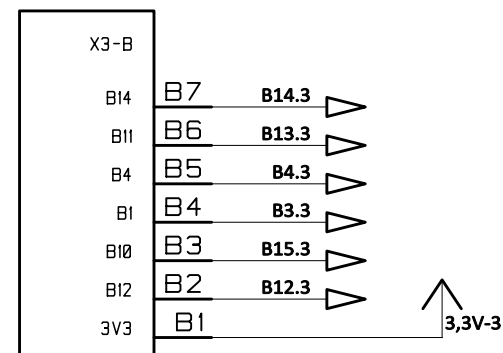 X3-B
B14 B7 B14.3
B11 B6 B13.3
B4 B5 B4.3
B1 B4 B3.3
B10 B3 B15.3
B12 B2 B12.3
3V3 B1 3,3V-3